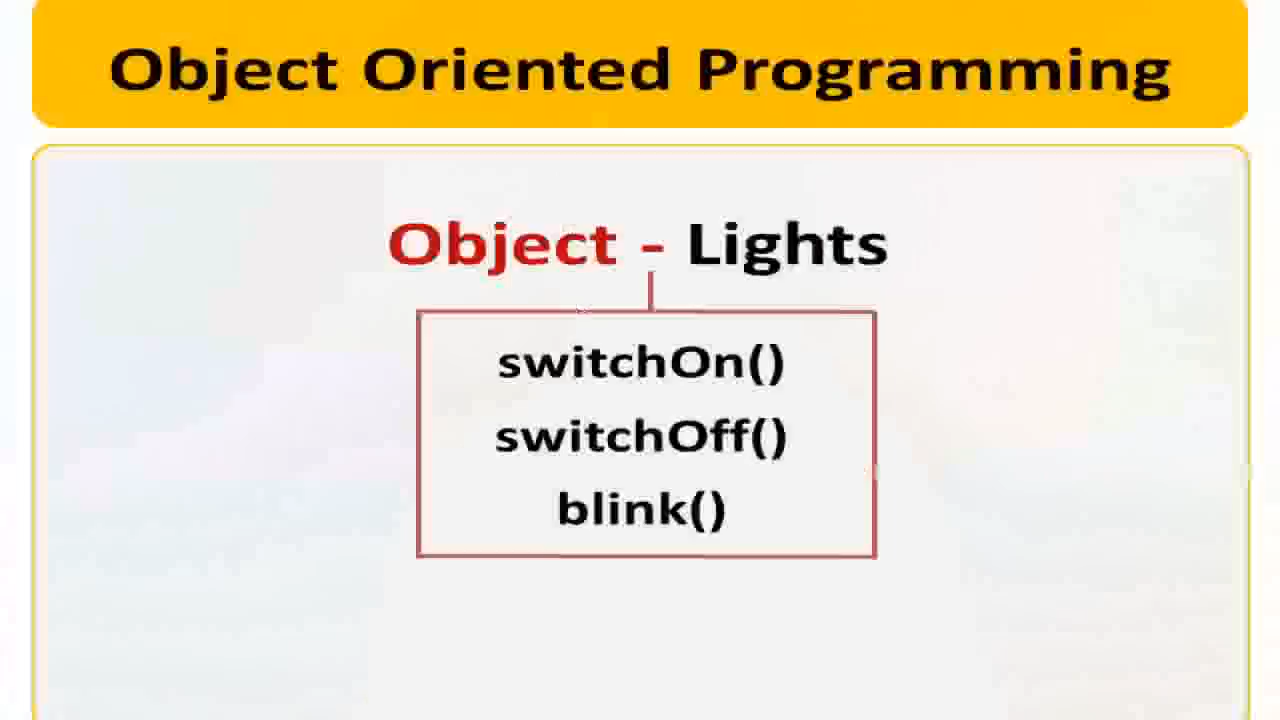 Object Oriented Programming
Object - Lights
switchOn()
switchOff()
blink()